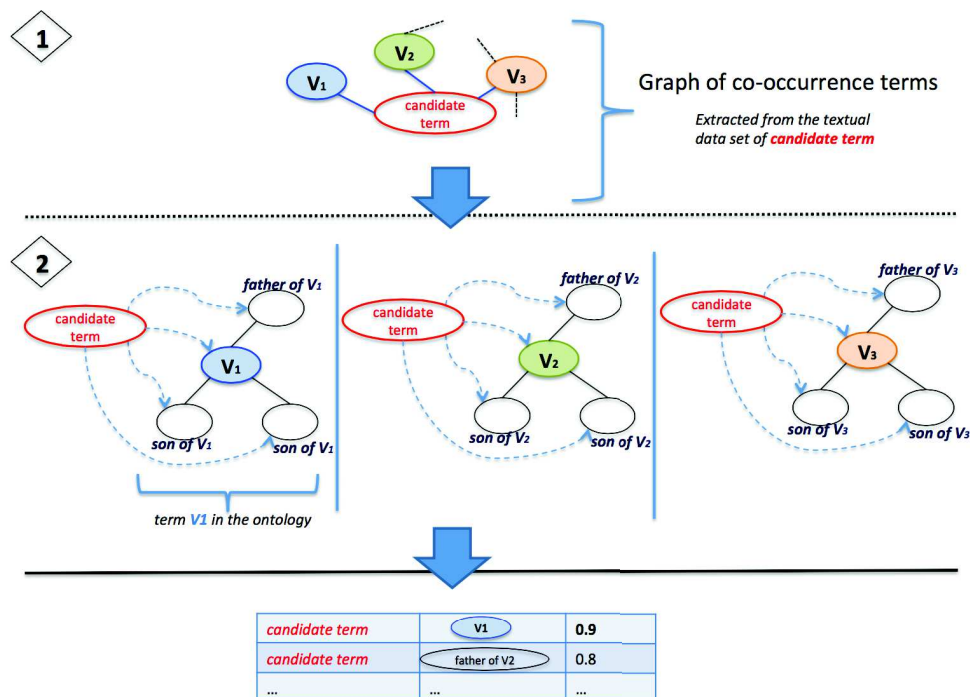 1
V1
V2
V3
candidate
term
Graph of co-occurrence terms
Extracted from the textual
data set of candidate term
2
candidate
term
father of V1
V1
son of V1
son of V1
term V1 in the ontology
candidate
term
father of V2
V2
son of V2
son of V2
candidate
term
father of V3
V3
son of V3
son of V3
candidate term V1 0.9
candidate term father of V2 0.8
... ... ...